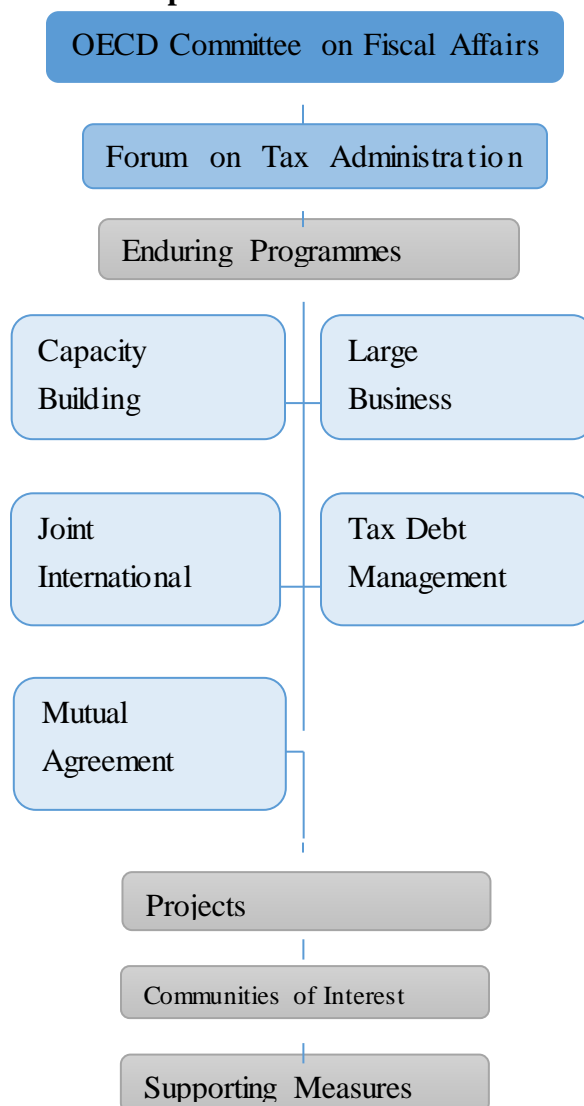 OECD Committee on Fiscal Affairs
Forum on Tax Administration
Enduring Programmes
Capacity
Building
Large
Business
Joint
International
Tax Debt
Management
Mutual
Agreement
Projects
Communities of Interest
Supporting Measures